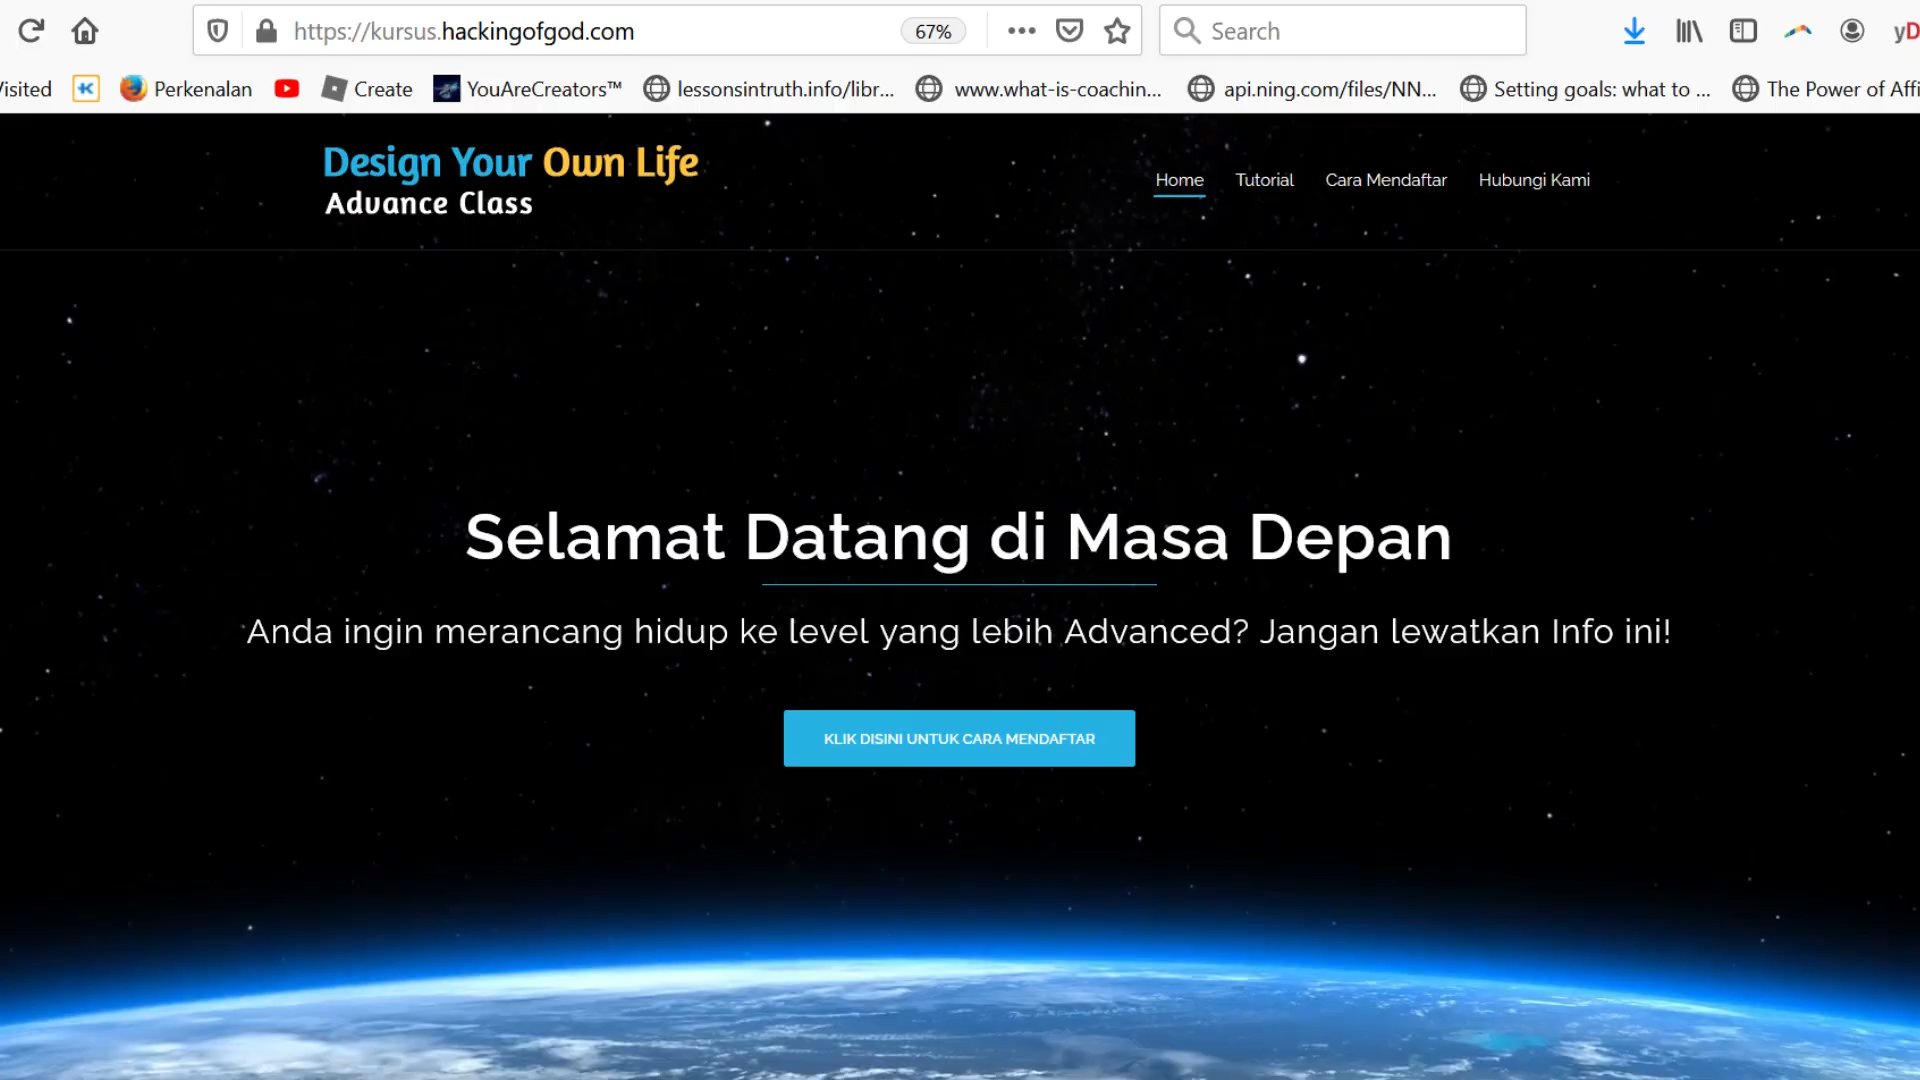 https://kursus.hackingofgod.com
67%
Search
Perkenalan
Create
YouAreCreators™
lessonsintruth.info/libr...
www.what-is-coachin...
api.ning.com/files/NN...
Setting goals: what to ...
The Power of Affi
Design Your Own Life
Advance Class
Home
Tutorial
Cara Mendaftar
Hubungi Kami
Selamat Datang di Masa Depan
Anda ingin merancang hidup ke level yang lebih Advanced? Jangan lewatkan Info ini!
KLIK DISINI UNTUK CARA MENDAFTAR